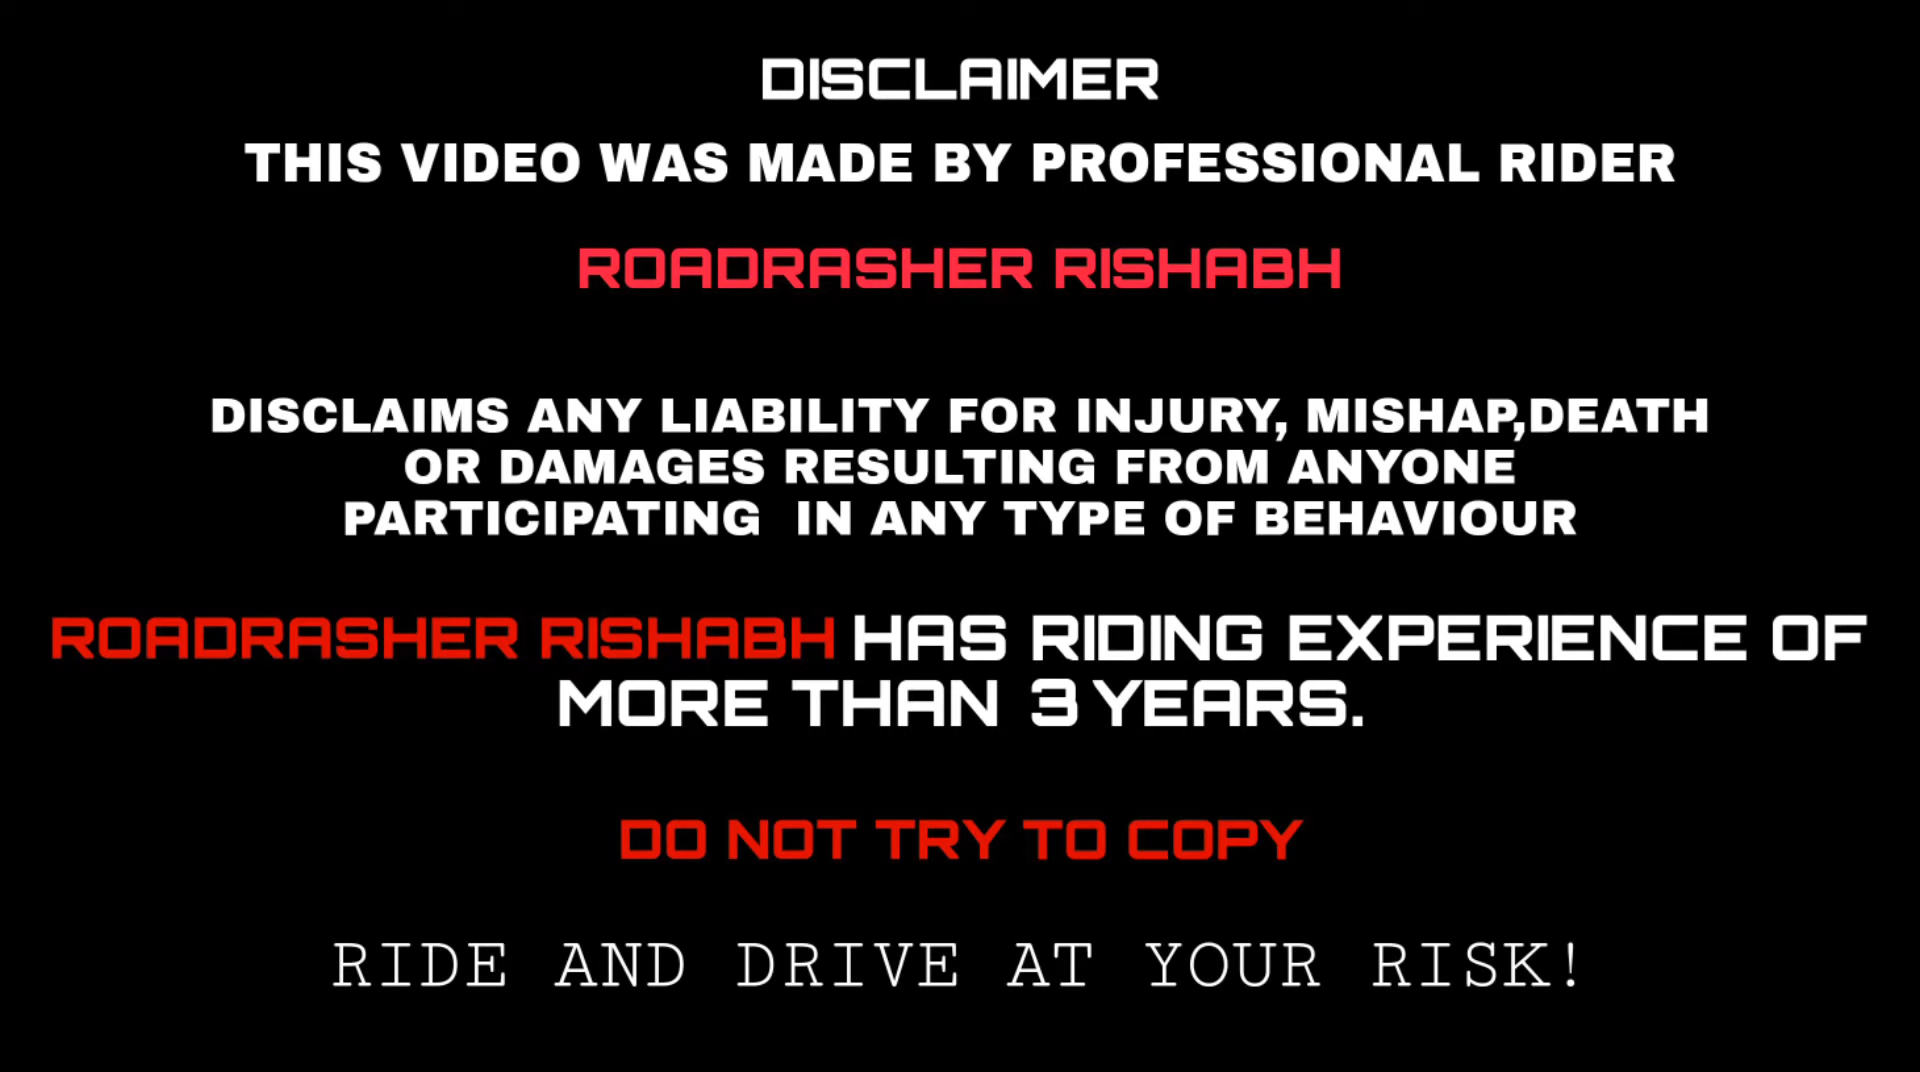 DISCLAIMER
THIS VIDEO WAS MADE BY PROFESSIONAL RIDER
ROADRASHER RISHABH
DISCLAIMS ANY LIABILITY FOR INJURY, MISHAP,DEATH
OR DAMAGES RESULTING FROM ANYONE
PARTICIPATING IN ANY TYPE OF BEHAVIOUR
ROADRASHER RISHABH HAS RIDING EXPERIENCE OF
MORE THAN 3 YEARS.
DO NOT TRY TO COPY
RIDE AND DRIVE AT YOUR RISK!